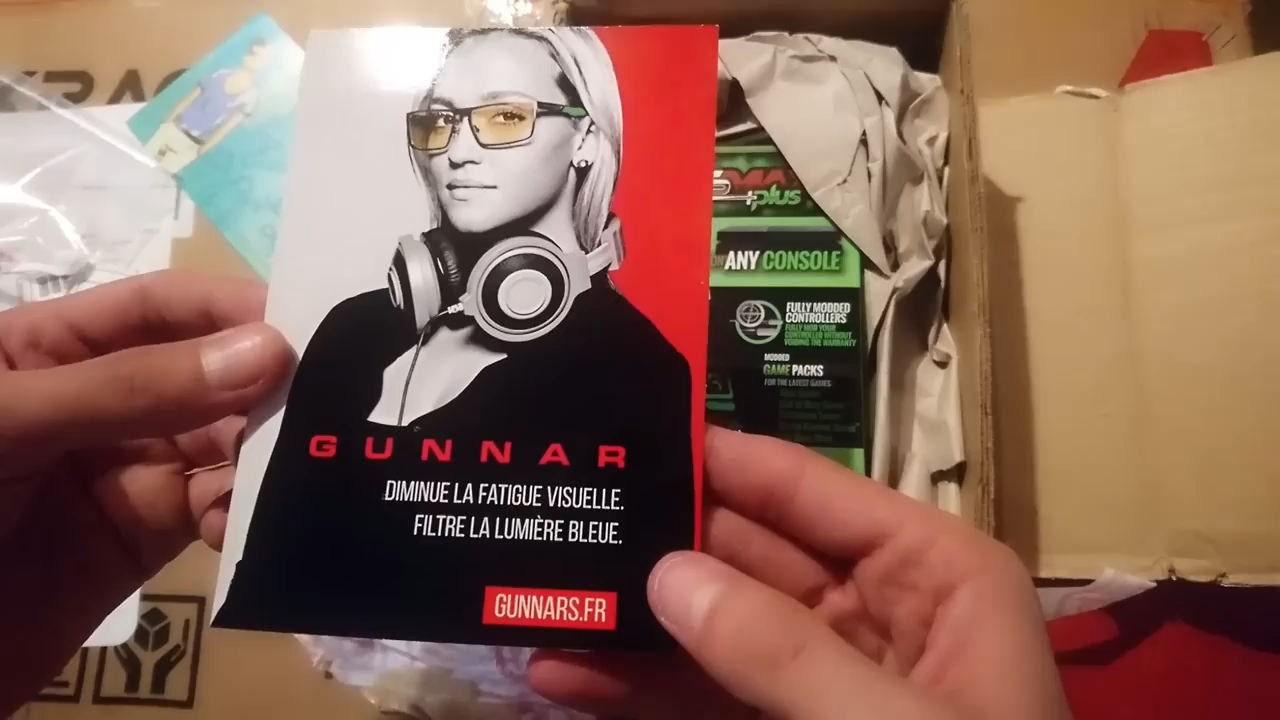 GUNNAR
DIMINUE LA FATIGUE VISUELLE.
FILTRE LA LUMIÈRE BLEUE.
GUNNARS.FR
plus
ANY CONSOLE
FULLY MODDED
CONTROLLERS
FULLY MOD YOUR
CONTROLLER WITHOUT
VOIDING THE WARRANTY
MODDED
GAME PACKS
FOR THE LATEST GAMES